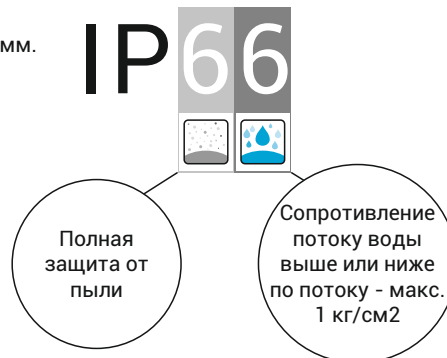 мм.
IP66
Полная
защита от
пыли
Сопротивление
потоку воды
выше или ниже
по потоку - макс.
1 кг/см2